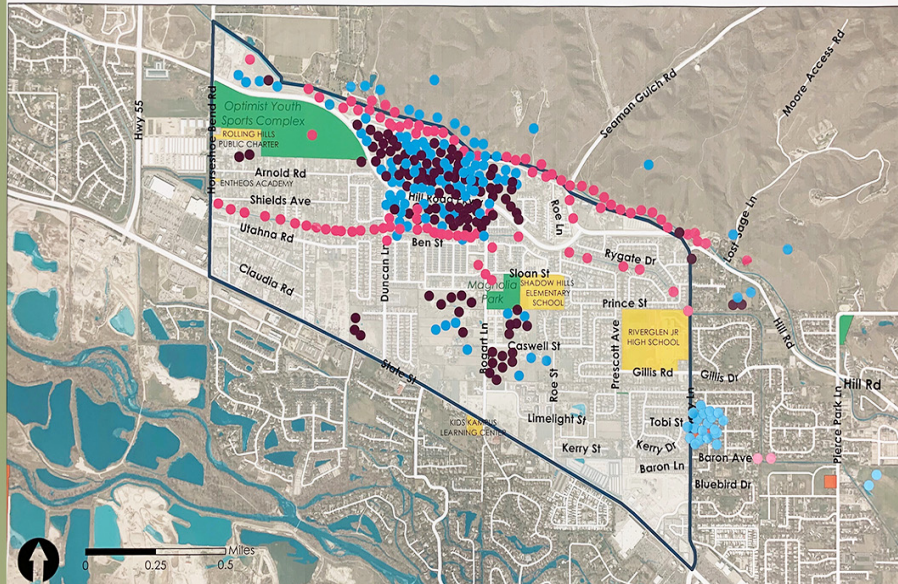 Hwy 55
Horseshoe Bend Rd
Optimist Youth
Sports Complex
ROLLING HILLS
PUBLIC CHARTER
Arnold Rd
ENTHEOS ACADEMY
Shields Ave
Utahna Rd
Claudia Rd
Duncan Ln
Ben St
Hill Road
Roe Ln
Seaman Gulch Rd
Moore Access Rd
Lost Sage Ln
Rygate Dr
Sloan St
Magnolia
Park
SHADOW HILLS
ELEMENTARY
SCHOOL
Prince St
RIVERGLEN JR
HIGH SCHOOL
Prescott Ave
Bogart Ln
Caswell St
Roe St
Gillis Rd
Gillis Dr
Hill Rd
Hill Rd
Pierce Park Ln
State St
KIDS KAMPUS
LEARNING CENTER
Limelight St
Tobi St
Ln
Kerry St
Kerry Dr
Baron Ln
Baron Ave
Bluebird Dr
Miles
0 0.25 0.5